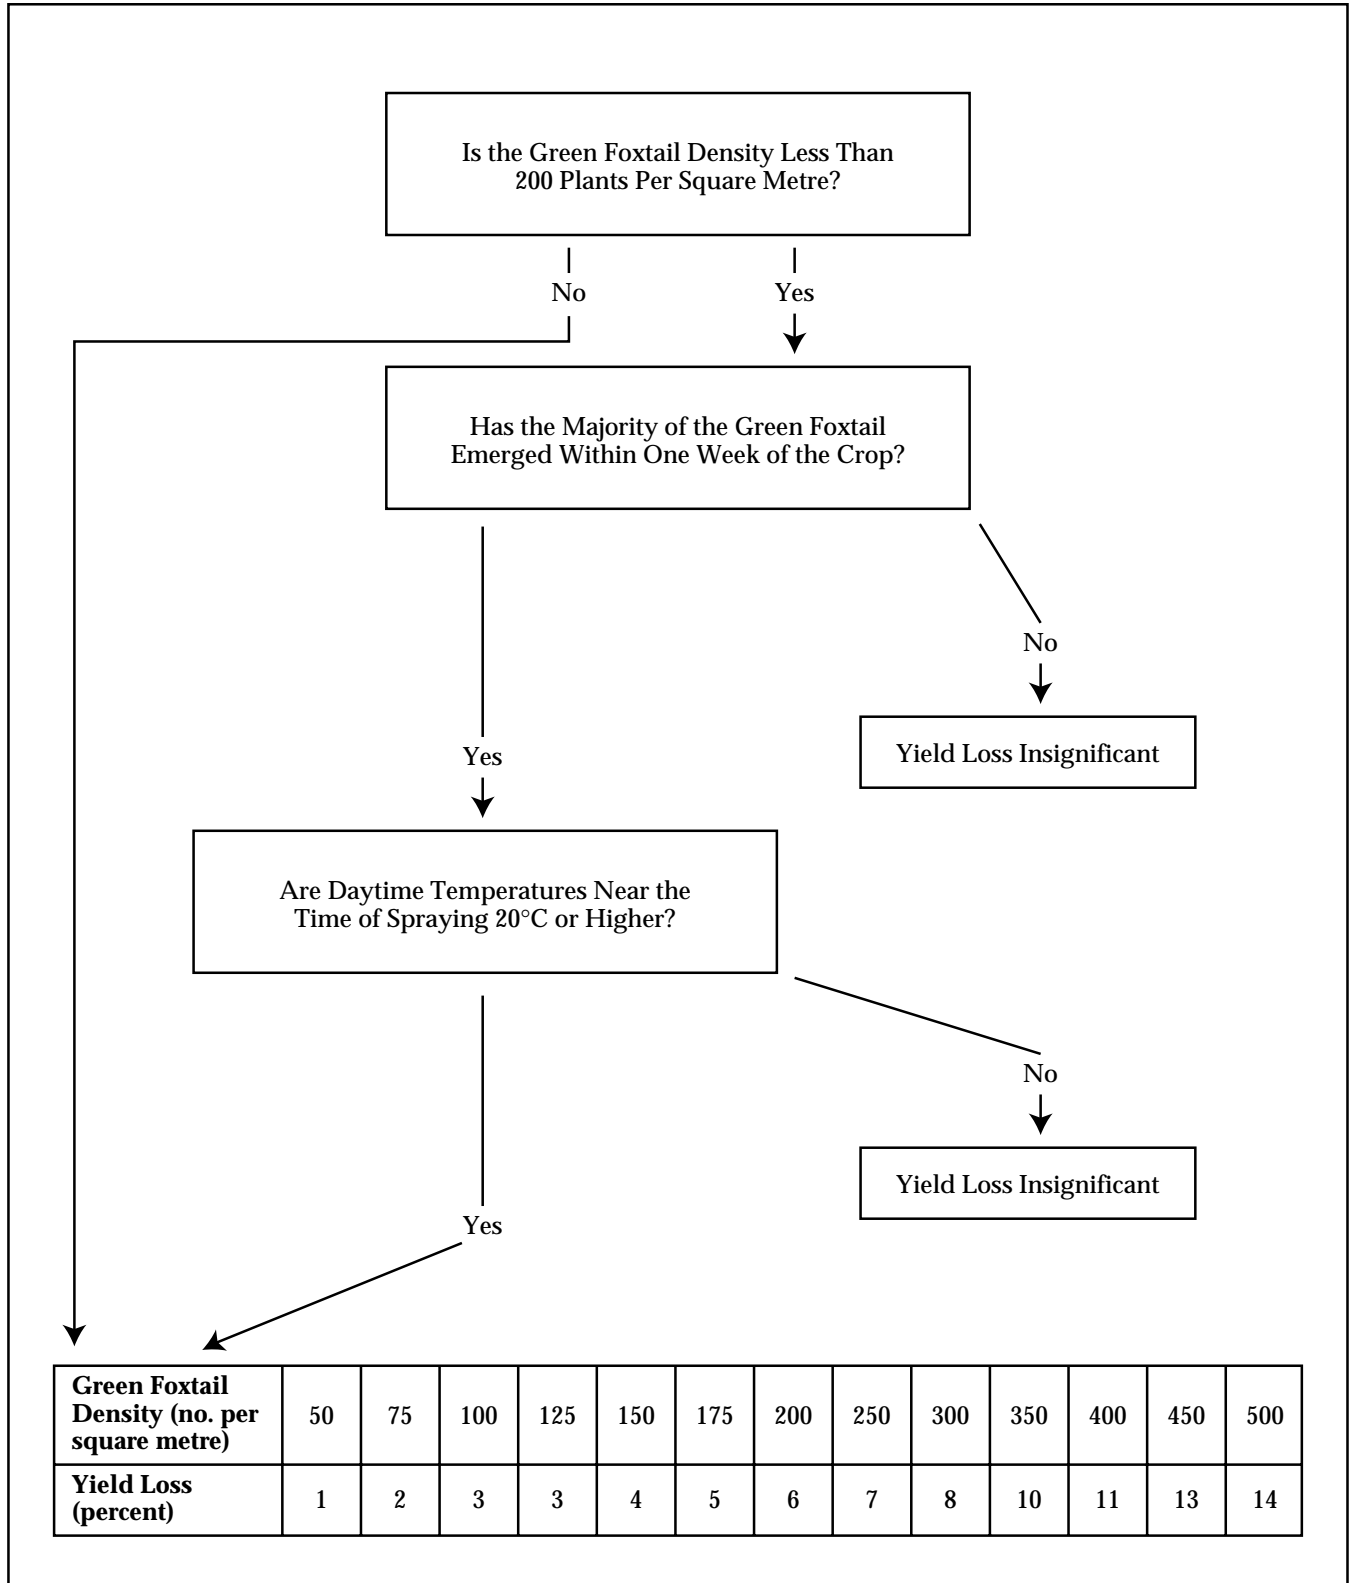 Is the Green Foxtail Density Less Than
200 Plants Per Square Metre?
No
Yes
Has the Majority of the Green Foxtail
Emerged Within One Week of the Crop?
No
Yield Loss Insignificant
Yes
Are Daytime Temperatures Near the
Time of Spraying 20°C or Higher?
No
Yield Loss Insignificant
Yes
Green Foxtail
Density (no. per
square metre)
50 75 100 125 150 175 200 250 300 350 400 450 500
Yield Loss
(percent)
1 2 3 3 4 5 6 7 8 10 11 13 14